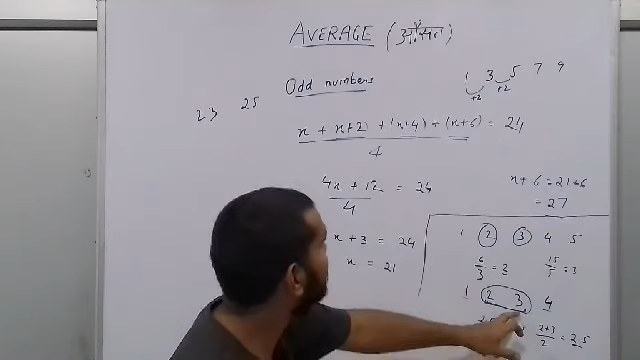 AVERAGE
Odd numbers
1 3 5 7 9
+2 +2
23 25
x + x+2) + (x+4) + (x+6) = 24
4
4x + 12 = 24
4
x + 3 = 24
x = 21
x + 6 = 21+6
= 27
1 2 3 4 5
6/3 = 2
15/5 = 3
1 2 3 4
2+3/2 = 2.5